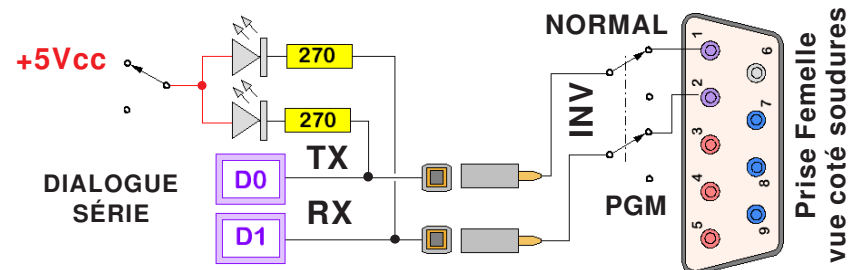 +5Vcc
270
270
DIALOGUE
SÉRIE
D0
TX
D1
RX
NORMAL
INV
PGM
1
2
3
4
5
6
7
8
9
Prise Femelle
vue coté soudures